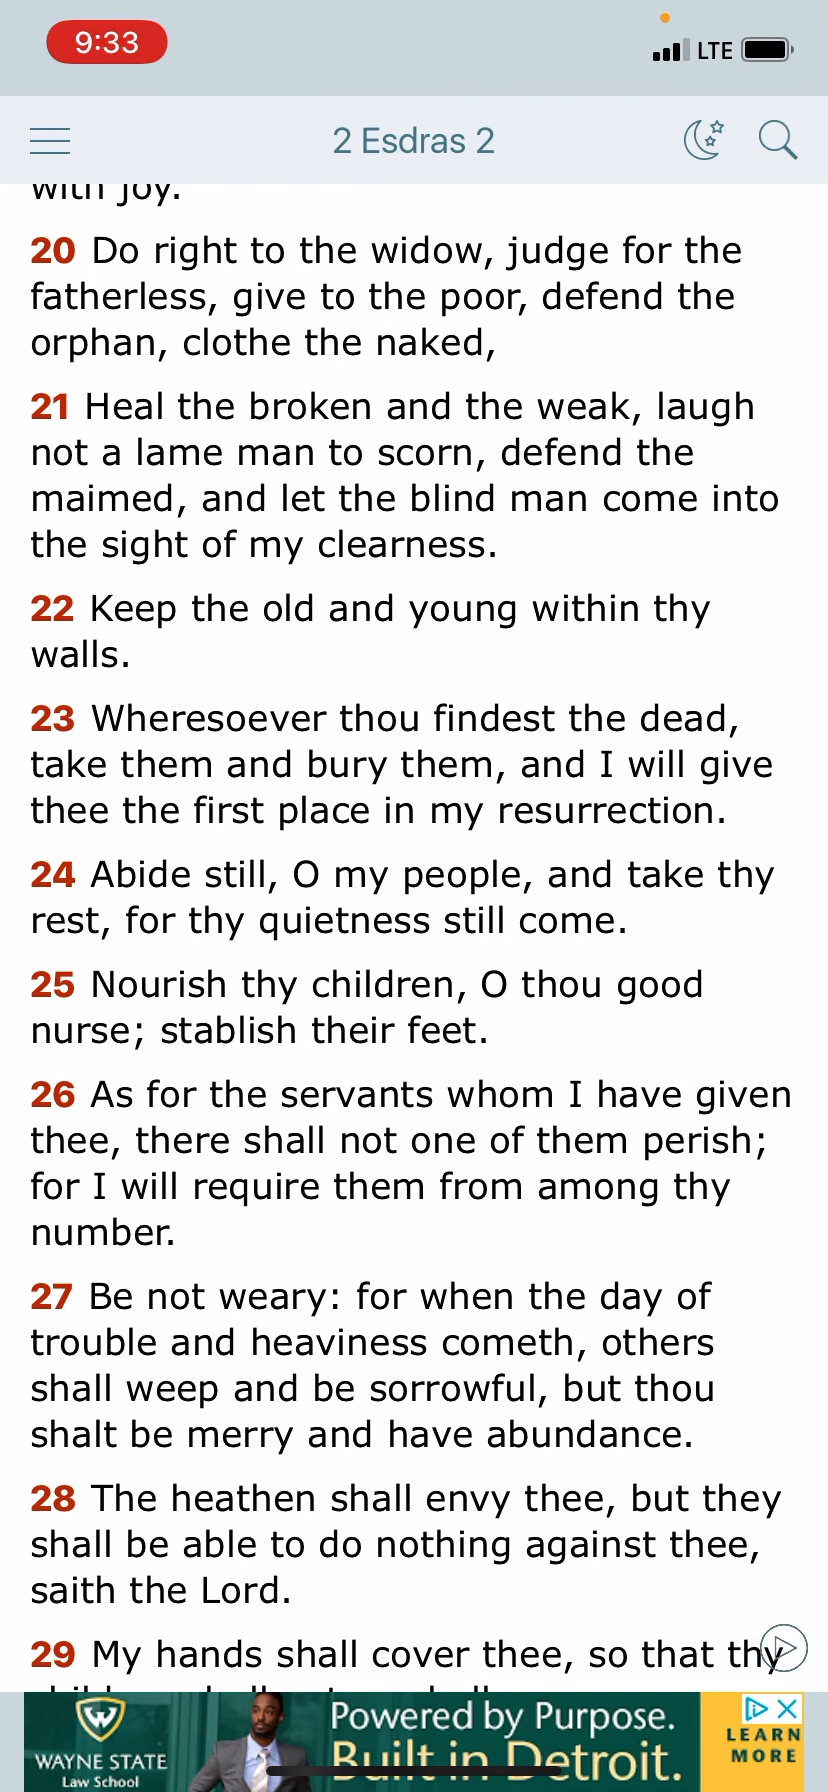 9:33
LTE
2 Esdras 2
with joy.
20 Do right to the widow, judge for the
fatherless, give to the poor, defend the
orphan, clothe the naked,
21 Heal the broken and the weak, laugh
not a lame man to scorn, defend the
maimed, and let the blind man come into
the sight of my clearness.
22 Keep the old and young within thy
walls.
23 Wheresoever thou findest the dead,
take them and bury them, and I will give
thee the first place in my resurrection.
24 Abide still, O my people, and take thy
rest, for thy quietness still come.
25 Nourish thy children, O thou good
nurse; stablish their feet.
26 As for the servants whom I have given
thee, there shall not one of them perish;
for I will require them from among thy
number.
27 Be not weary: for when the day of
trouble and heaviness cometh, others
shall weep and be sorrowful, but thou
shalt be merry and have abundance.
28 The heathen shall envy thee, but they
shall be able to do nothing against thee,
saith the Lord.
29 My hands shall cover thee, so that thy
WAYNE STATE
Law School
Powered by Purpose.
Built in Detroit.
LEARN
MORE